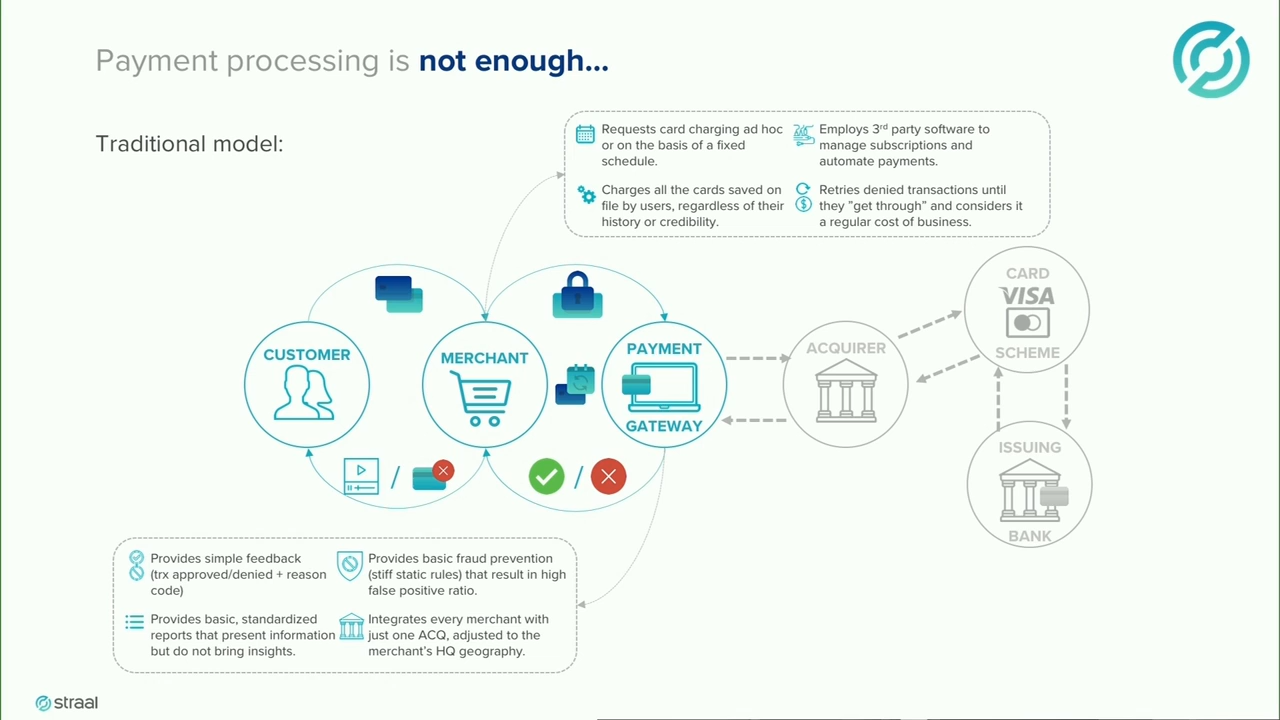 Payment processing is not enough...
Traditional model:
Requests card charging ad hoc
or on the basis of a fixed
schedule.
Employs 3rd party software to
manage subscriptions and
automate payments.
Charges all the cards saved on
file by users, regardless of their
history or credibility.
Retries denied transactions until
they "get through" and considers it
a regular cost of business.
CUSTOMER
MERCHANT
PAYMENT
GATEWAY
ACQUIRER
CARD
VISA
SCHEME
ISSUING
BANK
/
/
Provides simple feedback
(trx approved/denied + reason
code)
Provides basic fraud prevention
(stiff static rules) that result in high
false positive ratio.
Provides basic, standardized
reports that present information
but do not bring insights.
Integrates every merchant with
just one ACQ, adjusted to the
merchant's HQ geography.
straal